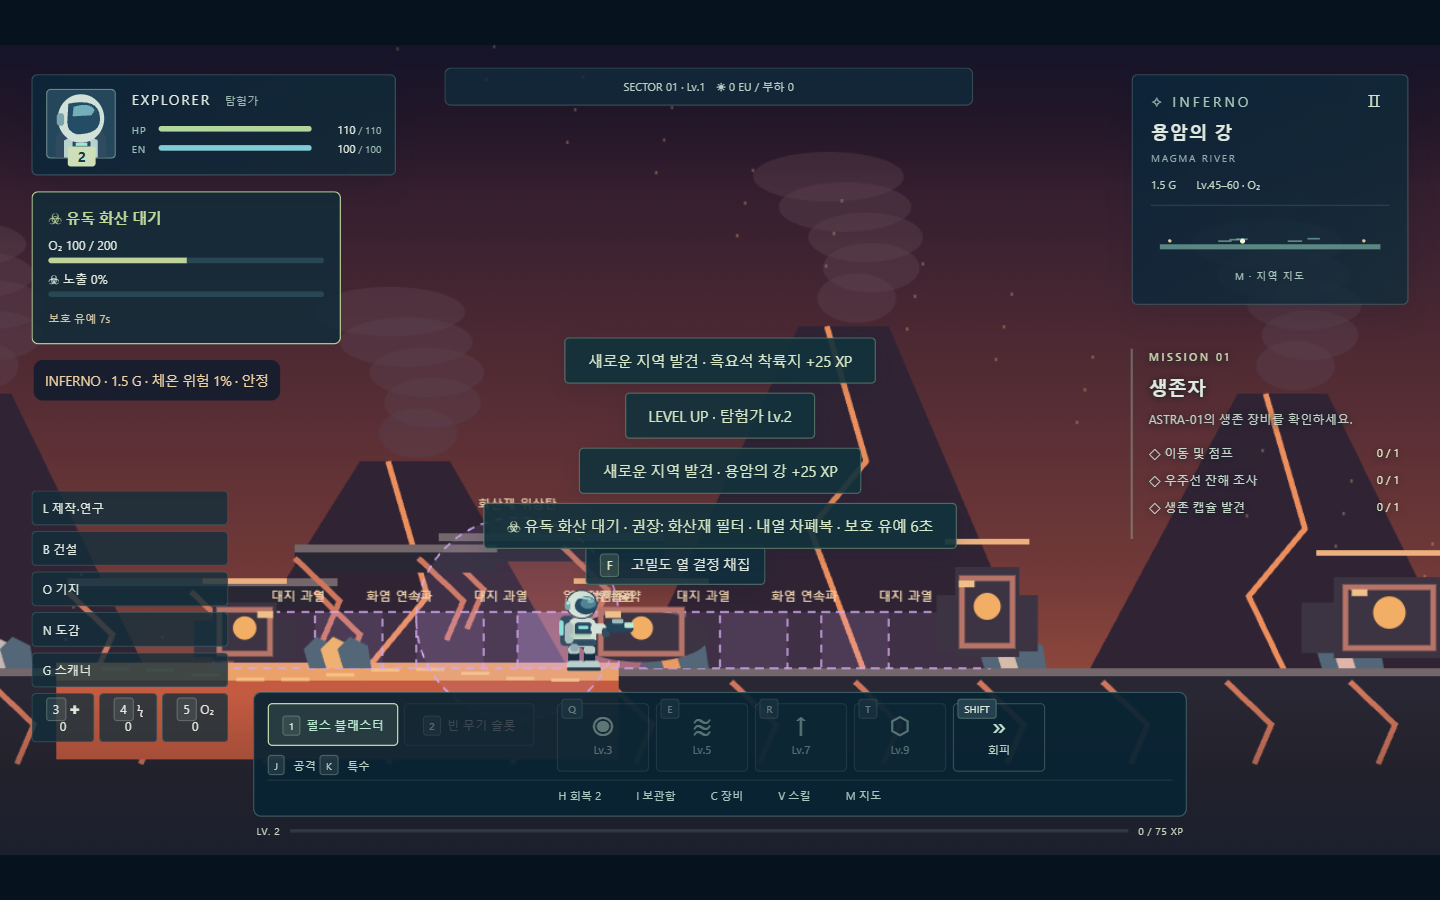 EXPLORER 탐험가
HP 110 / 110
EN 100 / 100
2
SECTOR 01 · Lv.1 ☀ 0 EU / 부하 0
✧ INFERNO Ⅱ
용암의 강
MAGMA RIVER
1.5 G Lv.45–60 · O₂
M · 지역 지도
☣ 유독 화산 대기
O₂ 100 / 200
☣ 노출 0%
보호 유예 7s
INFERNO · 1.5 G · 체온 위험 1% · 안정
새로운 지역 발견 · 흑요석 착륙지 +25 XP
LEVEL UP · 탐험가 Lv.2
새로운 지역 발견 · 용암의 강 +25 XP
☣ 유독 화산 대기 · 권장: 화산재 필터 · 내열 차폐복 · 보호 유예 6초
F 고밀도 열 결정 채집
MISSION 01
생존자
ASTRA-01의 생존 장비를 확인하세요.
◇ 이동 및 점프 0 / 1
◇ 우주선 잔해 조사 0 / 1
◇ 생존 캡슐 발견 0 / 1
대지 과열 화염 연속파 대지 과열 대지 과열 화염 연속파 대지 과열
L 제작·연구
B 건설
O 기지
N 도감
G 스캐너
3 ✚ 0
4 0
5 O₂ 0
1 펄스 블래스터
2 빈 무기 슬롯
J 공격 K 특수
Q Lv.3
E Lv.5
R Lv.7
T Lv.9
SHIFT » 회피
H 회복 2 I 보관함 C 장비 V 스킬 M 지도
LV. 2 0 / 75 XP